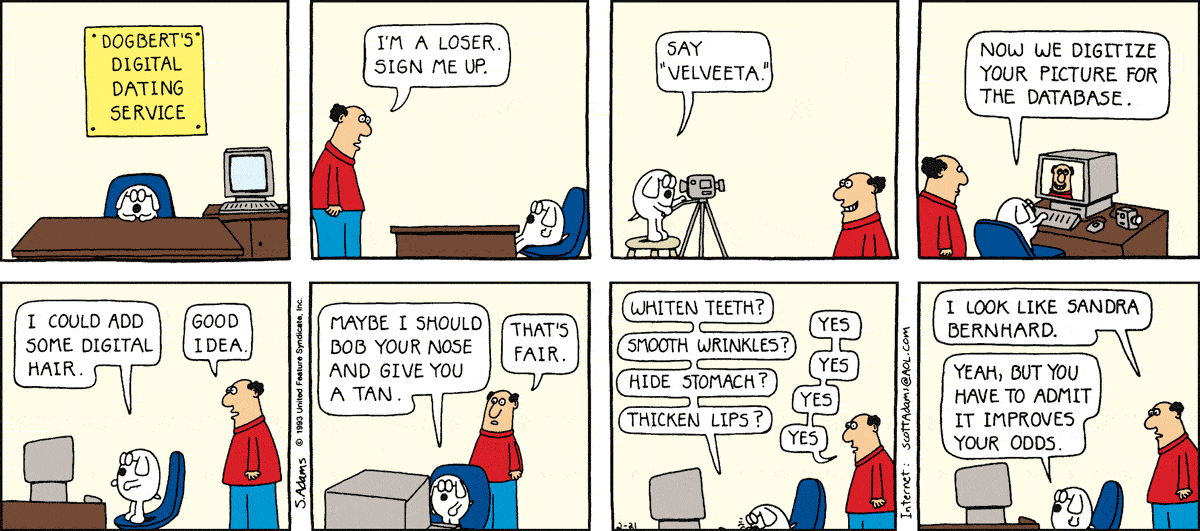 DOGBERT'S
DIGITAL
DATING
SERVICE
I'M A LOSER.
SIGN ME UP.
SAY
"VELVEETA."
NOW WE DIGITIZE
YOUR PICTURE FOR
THE DATABASE.
I COULD ADD
SOME DIGITAL
HAIR.
GOOD
IDEA.
S.Adams © 1993 United Feature Syndicate, Inc.
MAYBE I SHOULD
BOB YOUR NOSE
AND GIVE YOU
A TAN.
THAT'S
FAIR.
WHITEN TEETH?
YES
SMOOTH WRINKLES?
YES
HIDE STOMACH?
YES
THICKEN LIPS?
YES
2-21
Internet: scottAdams@AOL.com
I LOOK LIKE SANDRA
BERNHARD.
YEAH, BUT YOU
HAVE TO ADMIT
IT IMPROVES
YOUR ODDS.